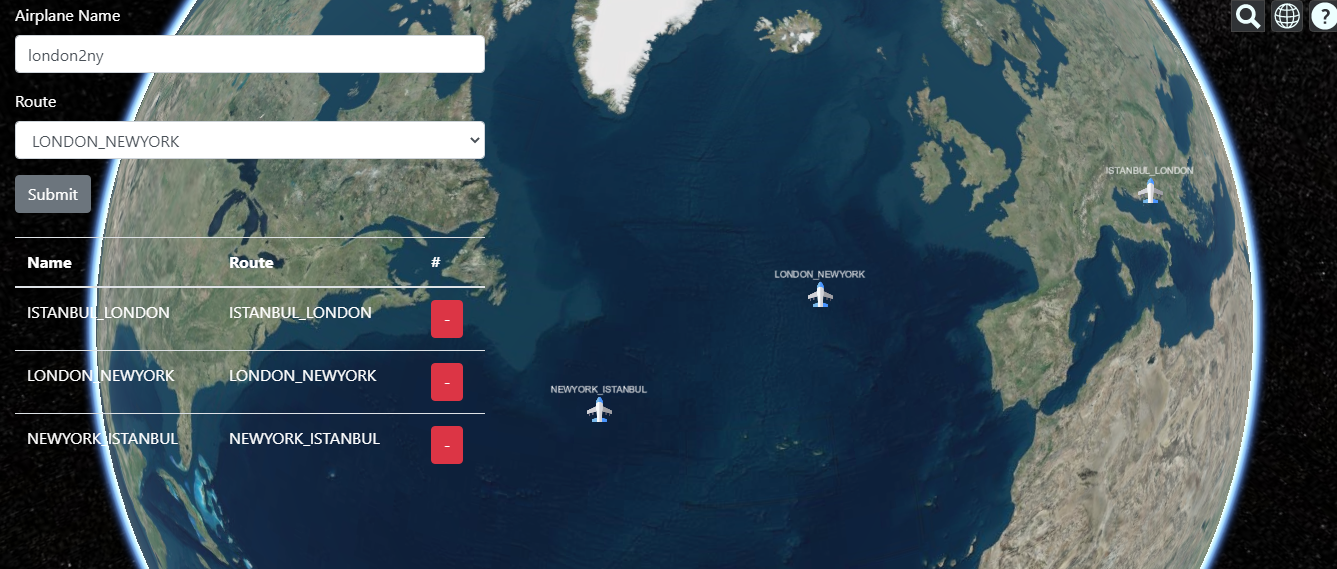 Airplane Name
london2ny
Route
LONDON_NEWYORK
Submit
Name Route #
ISTANBUL_LONDON ISTANBUL_LONDON -
LONDON_NEWYORK LONDON_NEWYORK -
NEWYORK_ISTANBUL NEWYORK_ISTANBUL -
ISTANBUL_LONDON
LONDON_NEWYORK
NEWYORK_ISTANBUL
?